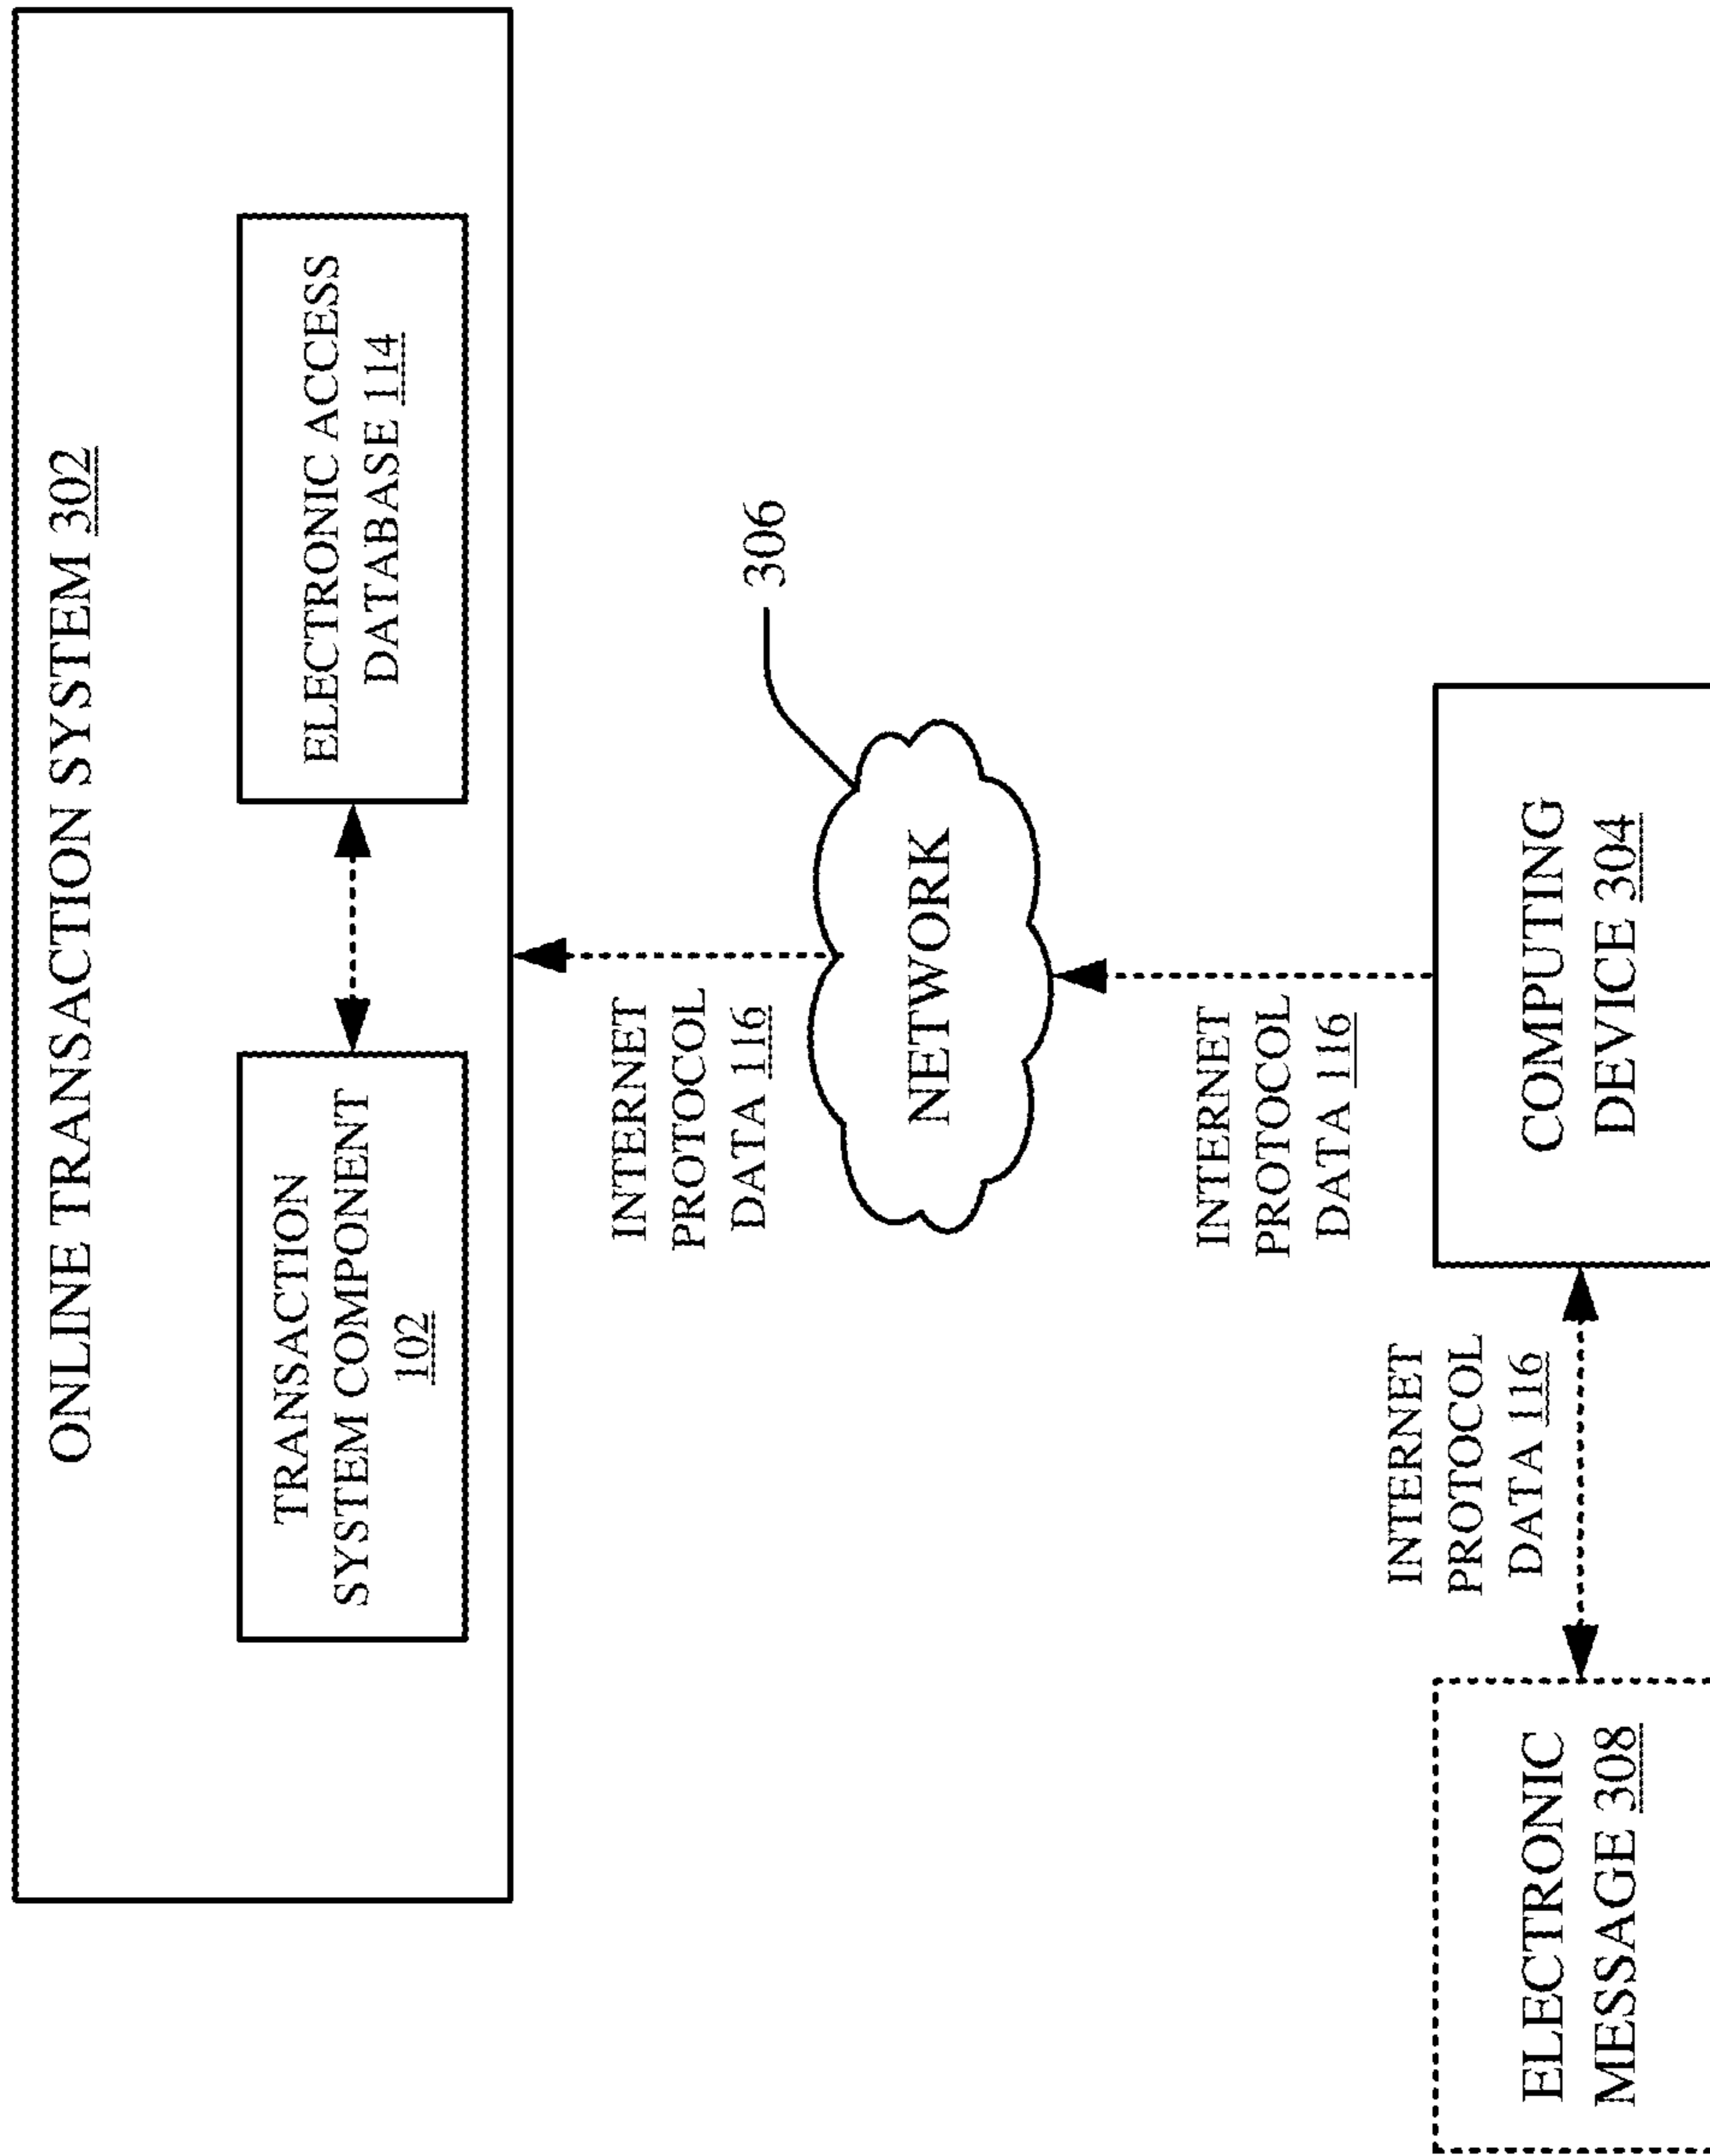 ONLINE TRANSACTION SYSTEM 302
TRANSACTION
SYSTEM COMPONENT
102
ELECTRONIC ACCESS
DATABASE 114
INTERNET
PROTOCOL
DATA 116
306
NETWORK
INTERNET
PROTOCOL
DATA 116
INTERNET
PROTOCOL
DATA 116
ELECTRONIC
MESSAGE 308
COMPUTING
DEVICE 304